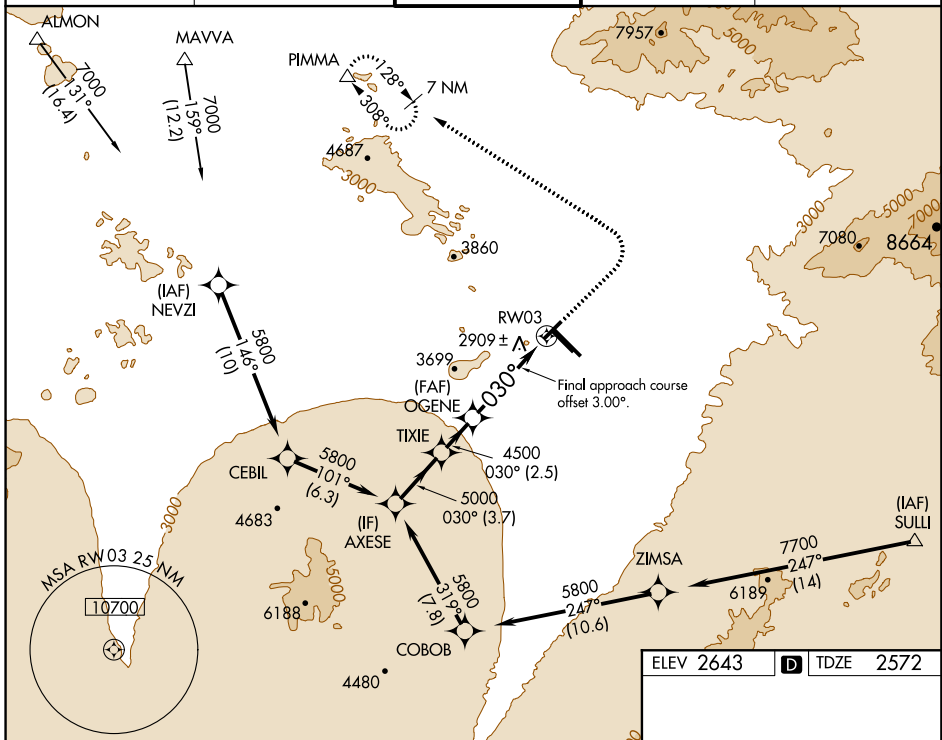 ALMON
7000
131°
(16.4)
MAVVA
7000
159°
(12.2)
PIMMA
128°
308°
7 NM
7957
5000
4687
3000
3860
3000
5000
7000
7080
8664
(IAF)
NEVZI
5800
146°
(10)
RW03
2909 ±
3699
(FAF)
OGENE
030°
Final approach course
offset 3.00°.
TIXIE
4500
030° (2.5)
CEBIL
5800
101°
(6.3)
5000
030° (3.7)
(IF)
AXESE
4683
3000
(IAF)
SULLI
7700
247°
(14)
ZIMSA
6189
5800
247°
(10.6)
5800
319°
(7.8)
COBOB
5000
6188
4480
MSA RW 03 25 NM
10700
ELEV 2643 D TDZE 2572